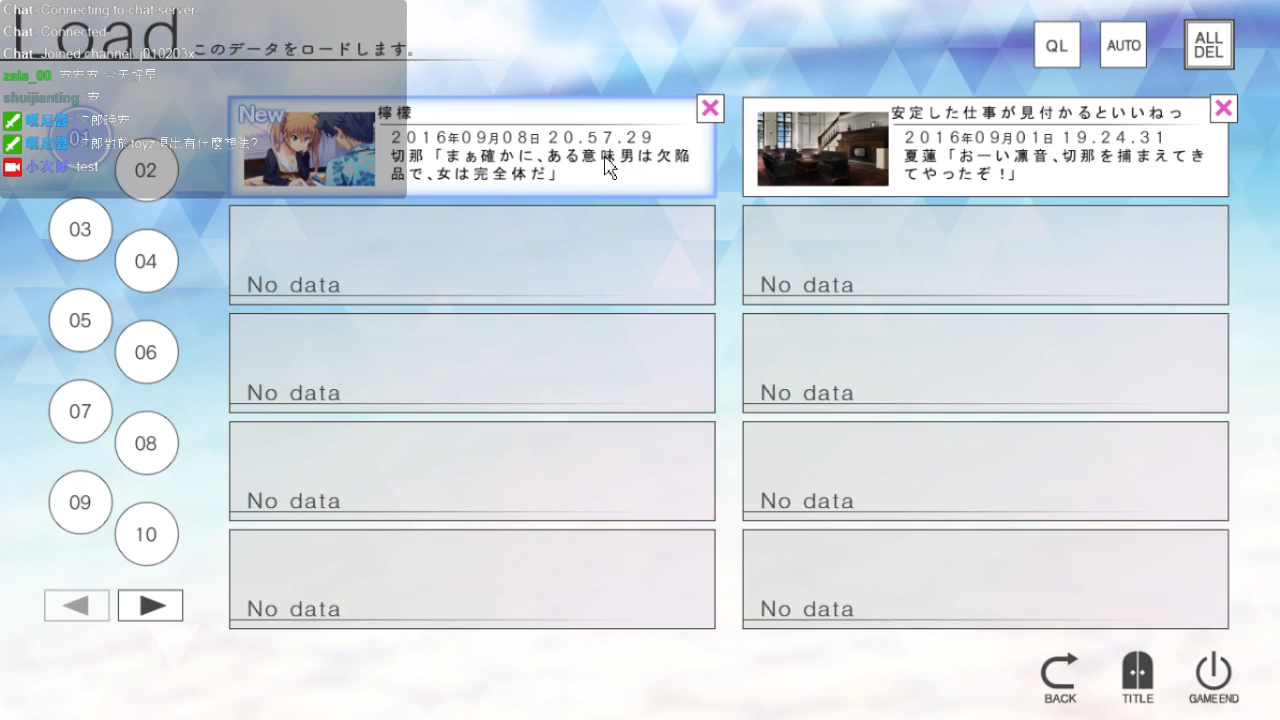 Load このデータをロードします。
QL
AUTO
ALL
DEL
Chat: Connecting to chat server...
Chat: Connected
Chat: Joined channel: j010203x
zala_00
shuijianting 安
test
New
檸檬
2016年09月08日 20.57.29
切那「まぁ確かに、ある意味男は欠陥
品で、女は完全体だ」
安定した仕事が見付かるといいねっ
2016年09月01日 19.24.31
夏蓮「おーい凛音、切那を捕まえてき
てやったぞ！」
01
02
03
04
05
06
07
08
09
10
No data
No data
No data
No data
No data
No data
No data
No data
BACK
TITLE
GAME END